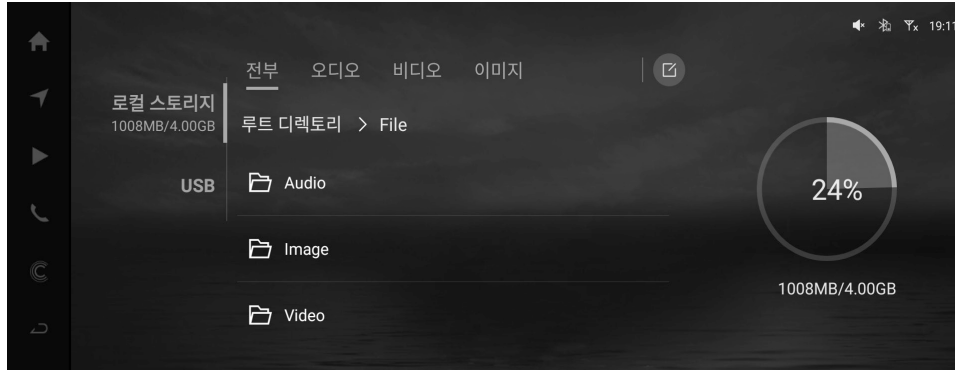 19:11
전부 오디오 비디오 이미지
로컬 스토리지
1008MB/4.00GB
루트 디렉토리 > File
USB
Audio
24%
Image
1008MB/4.00GB
Video